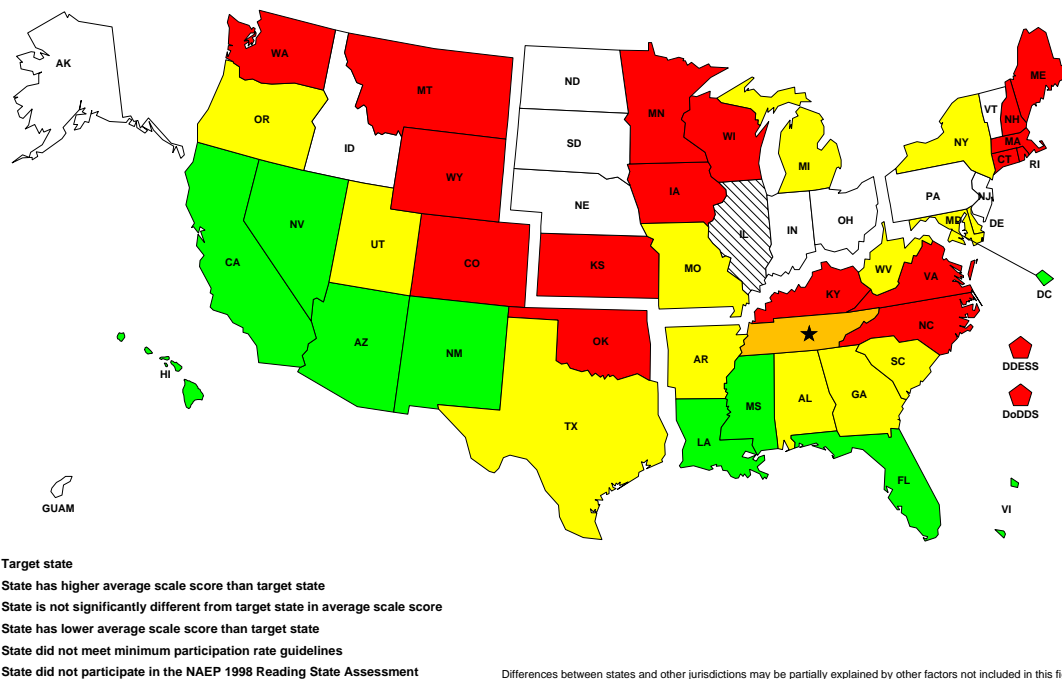 AK
WA
MT
ND
MN
ME
VT
NH
OR
ID
SD
WI
MI
NY
MA
CT
RI
WY
NE
IA
PA
NJ
NV
UT
CO
KS
IL
IN
OH
MD
DE
CA
MO
WV
VA
DC
KY
AZ
NM
OK
AR
NC
HI
TX
LA
MS
AL
GA
SC
DDESS
DoDDS
FL
GUAM
VI
Target state
State has higher average scale score than target state
State is not significantly different from target state in average scale score
State has lower average scale score than target state
State did not meet minimum participation rate guidelines
State did not participate in the NAEP 1998 Reading State Assessment
Differences between states and other jurisdictions may be partially explained by other factors not included in this fi